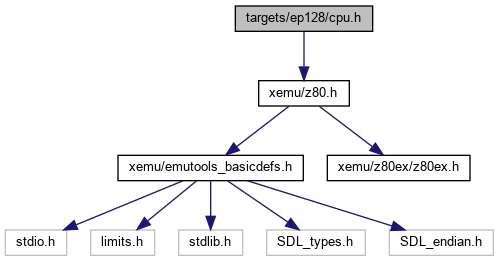 targets/ep128/cpu.h
xemu/z80.h
xemu/emutools_basicdefs.h
xemu/z80ex/z80ex.h
stdio.h
limits.h
stdlib.h
SDL_types.h
SDL_endian.h